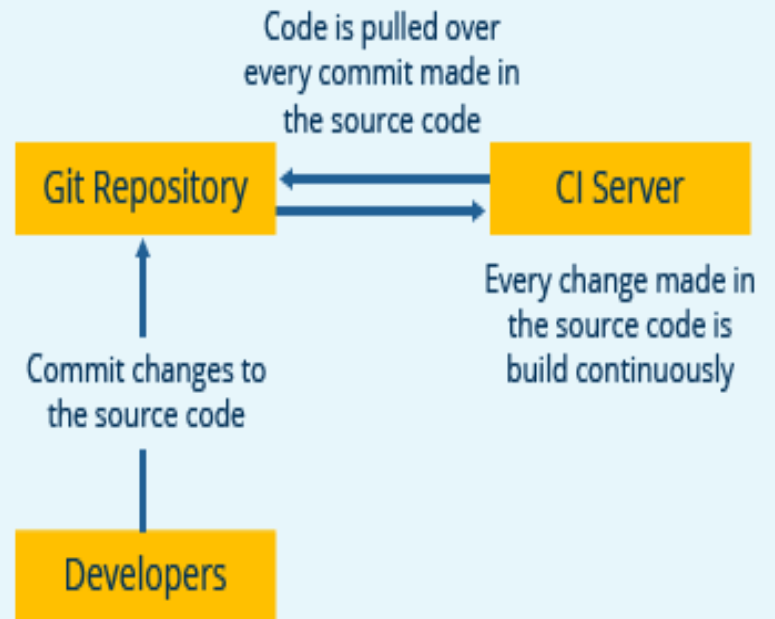 Code is pulled over
every commit made in
the source code
Git Repository
CI Server
Every change made in
the source code is
build continuously
Commit changes to
the source code
Developers